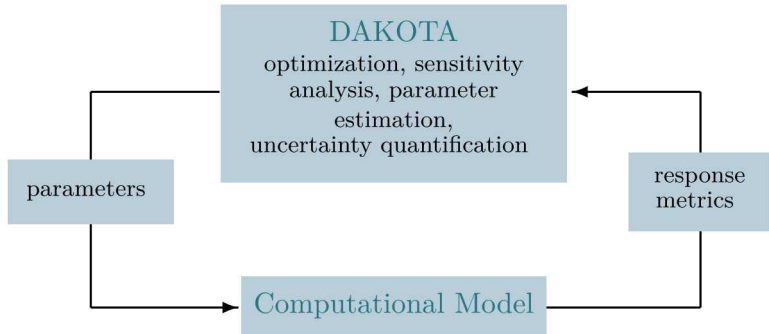 DAKOTA
optimization, sensitivity
analysis, parameter
estimation,
uncertainty quantification
parameters
response
metrics
Computational Model